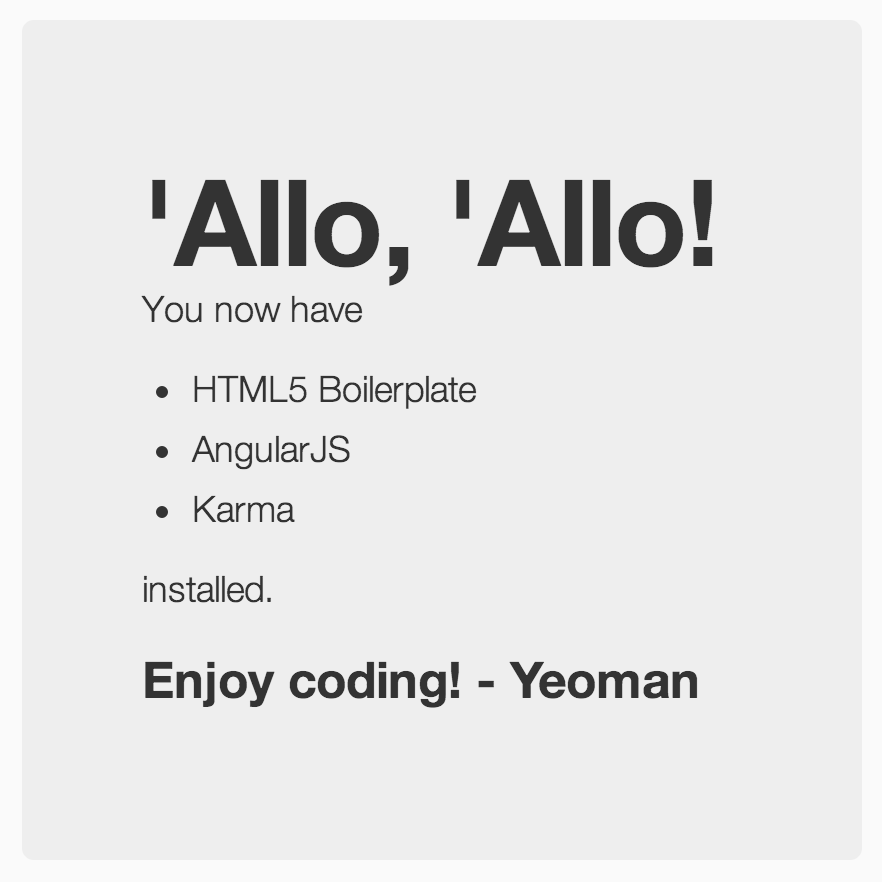 'Allo, 'Allo!
You now have
• HTML5 Boilerplate
• AngularJS
• Karma
installed.
Enjoy coding! - Yeoman